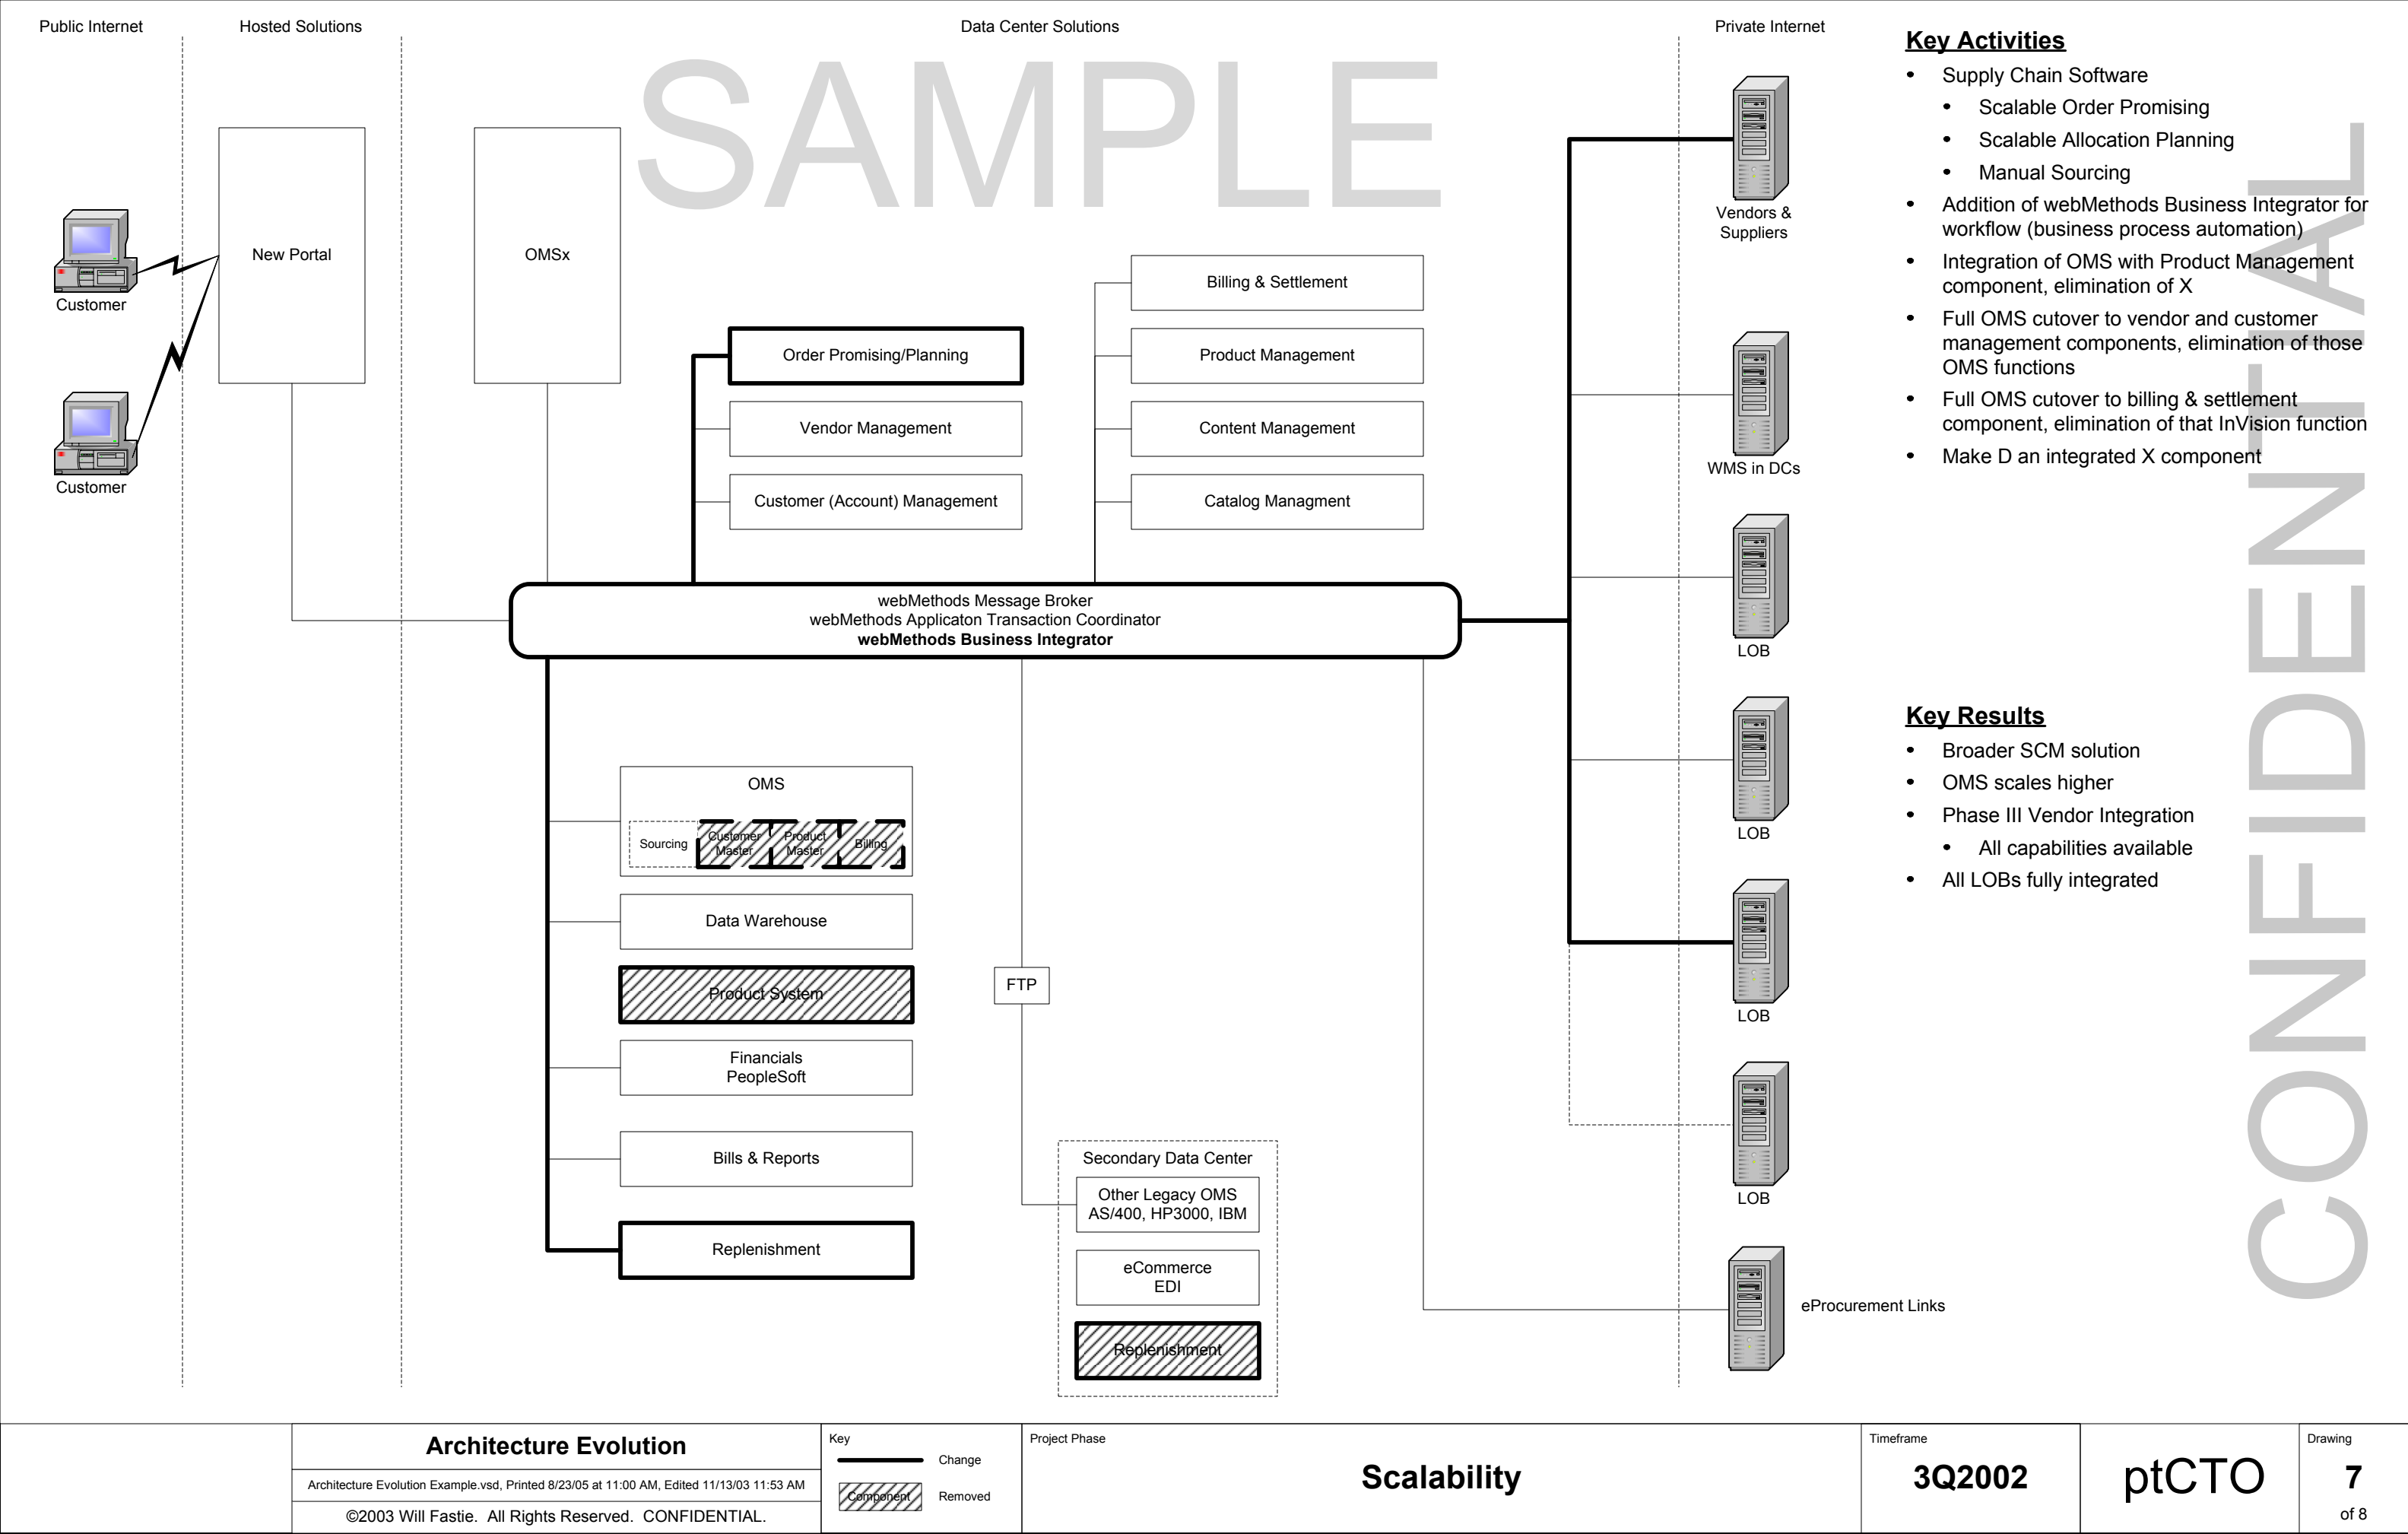 Public Internet
Hosted Solutions
Data Center Solutions
Private Internet
SAMPLE
CONFIDENTIAL
Customer
Customer
New Portal
OMSx
Order Promising/Planning
Vendor Management
Customer (Account) Management
Billing & Settlement
Product Management
Content Management
Catalog Managment
webMethods Message Broker
webMethods Applicaton Transaction Coordinator
webMethods Business Integrator
OMS
Sourcing
Customer
Master
Product
Master
Billing
Data Warehouse
Product System
Financials
PeopleSoft
Bills & Reports
Replenishment
FTP
Secondary Data Center
Other Legacy OMS
AS/400, HP3000, IBM
eCommerce
EDI
Replenishment
Vendors &
Suppliers
WMS in DCs
LOB
LOB
LOB
LOB
eProcurement Links
Key Activities
• Supply Chain Software
• Scalable Order Promising
• Scalable Allocation Planning
• Manual Sourcing
• Addition of webMethods Business Integrator for
workflow (business process automation)
• Integration of OMS with Product Management
component, elimination of X
• Full OMS cutover to vendor and customer
management components, elimination of those
OMS functions
• Full OMS cutover to billing & settlement
component, elimination of that InVision function
• Make D an integrated X component
Key Results
• Broader SCM solution
• OMS scales higher
• Phase III Vendor Integration
• All capabilities available
• All LOBs fully integrated
Architecture Evolution
Architecture Evolution Example.vsd, Printed 8/23/05 at 11:00 AM, Edited 11/13/03 11:53 AM
©2003 Will Fastie. All Rights Reserved. CONFIDENTIAL.
Key
Change
Component
Removed
Project Phase
Scalability
Timeframe
3Q2002
ptCTO
Drawing
7
of 8